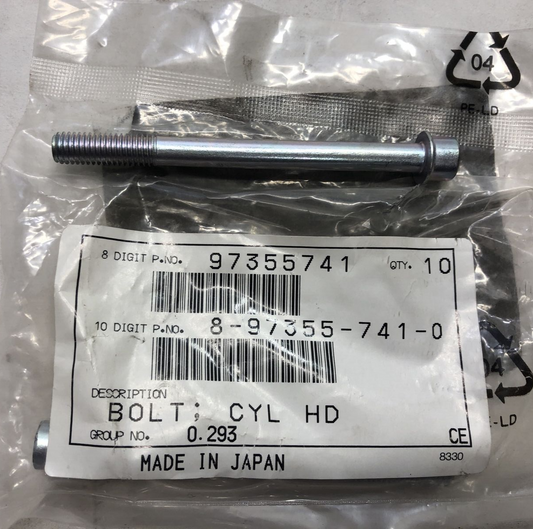 04
PE-LD
8 DIGIT P.NO. 97355741 QTY. 10
10 DIGIT P.NO. 8-97355-741-0
04
DESCRIPTION
BOLT; CYL HD
-LD
GROUP NO. 0.293 CE
MADE IN JAPAN 8330